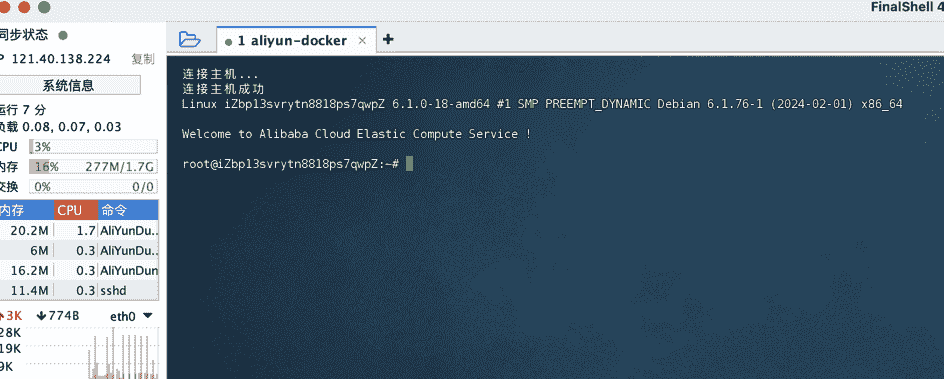 FinalShell 4
同步状态
1 aliyun-docker
P 121.40.138.224 复制
系统信息
运行 7 分
负载 0.08, 0.07, 0.03
CPU 3%
内存 16% 277M/1.7G
交换 0% 0/0
内存 CPU 命令
20.2M 1.7 AliYunDu..
6M 0.3 AliYunDu..
16.2M 0.3 AliYunDun
11.4M 0.3 sshd
3K 774B eth0
28K
19K
9K
连接主机...
连接主机成功
Linux iZbp13svrytn8818ps7qwpZ 6.1.0-18-amd64 #1 SMP PREEMPT_DYNAMIC Debian 6.1.76-1 (2024-02-01) x86_64
Welcome to Alibaba Cloud Elastic Compute Service !
root@iZbp13svrytn8818ps7qwpZ:~#